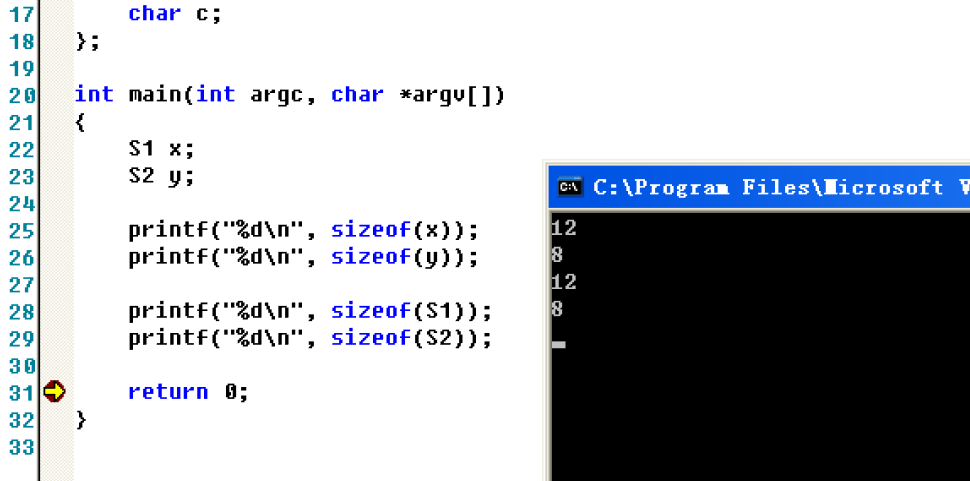 17 char c;
18 };
19
20 int main(int argc, char *argv[])
21 {
22 S1 x;
23 S2 y;
24
25 printf("%d\n", sizeof(x));
26 printf("%d\n", sizeof(y));
27
28 printf("%d\n", sizeof(S1));
29 printf("%d\n", sizeof(S2));
30
31 return 0;
32 }
33
C:\Program Files\Microsoft V
12
8
12
8